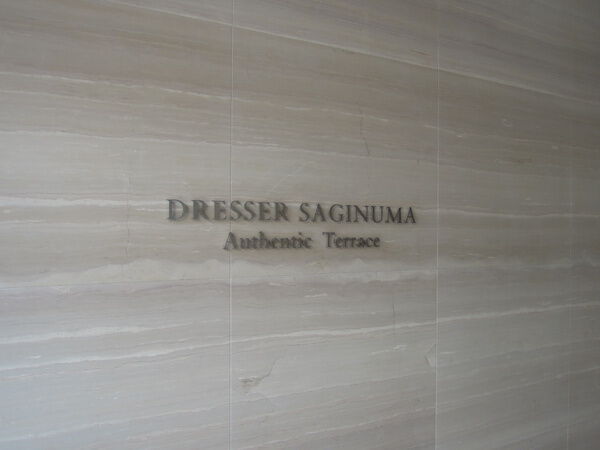 DRESSER SAGINUMA
Authentic Terrace